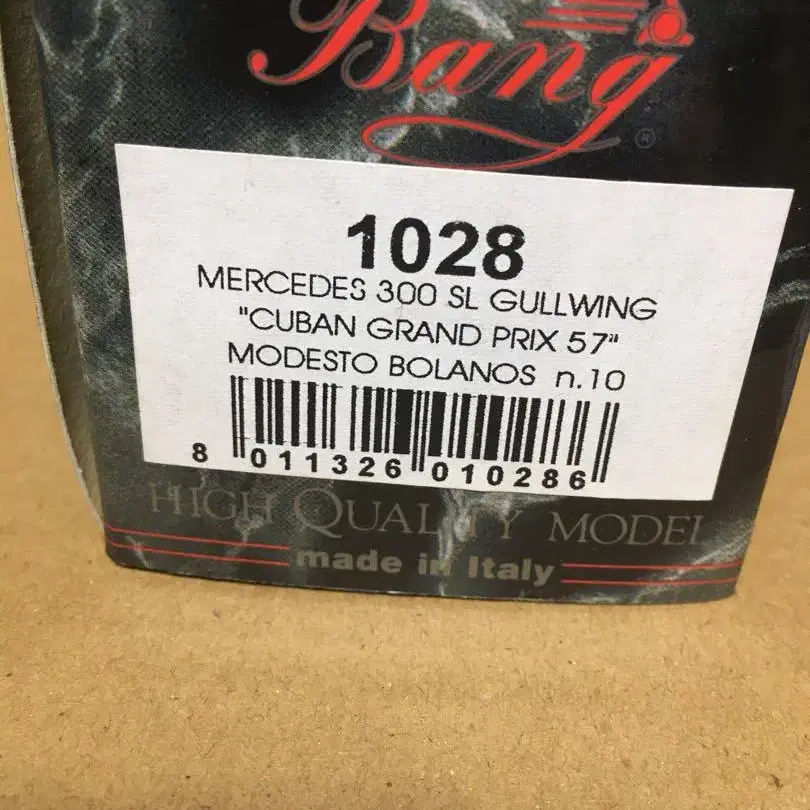 Bang®
1028
MERCEDES 300 SL GULLWING
"CUBAN GRAND PRIX 57"
MODESTO BOLANOS n.10
8 011326 010286
HIGH QUALITY MODEL
made in Italy